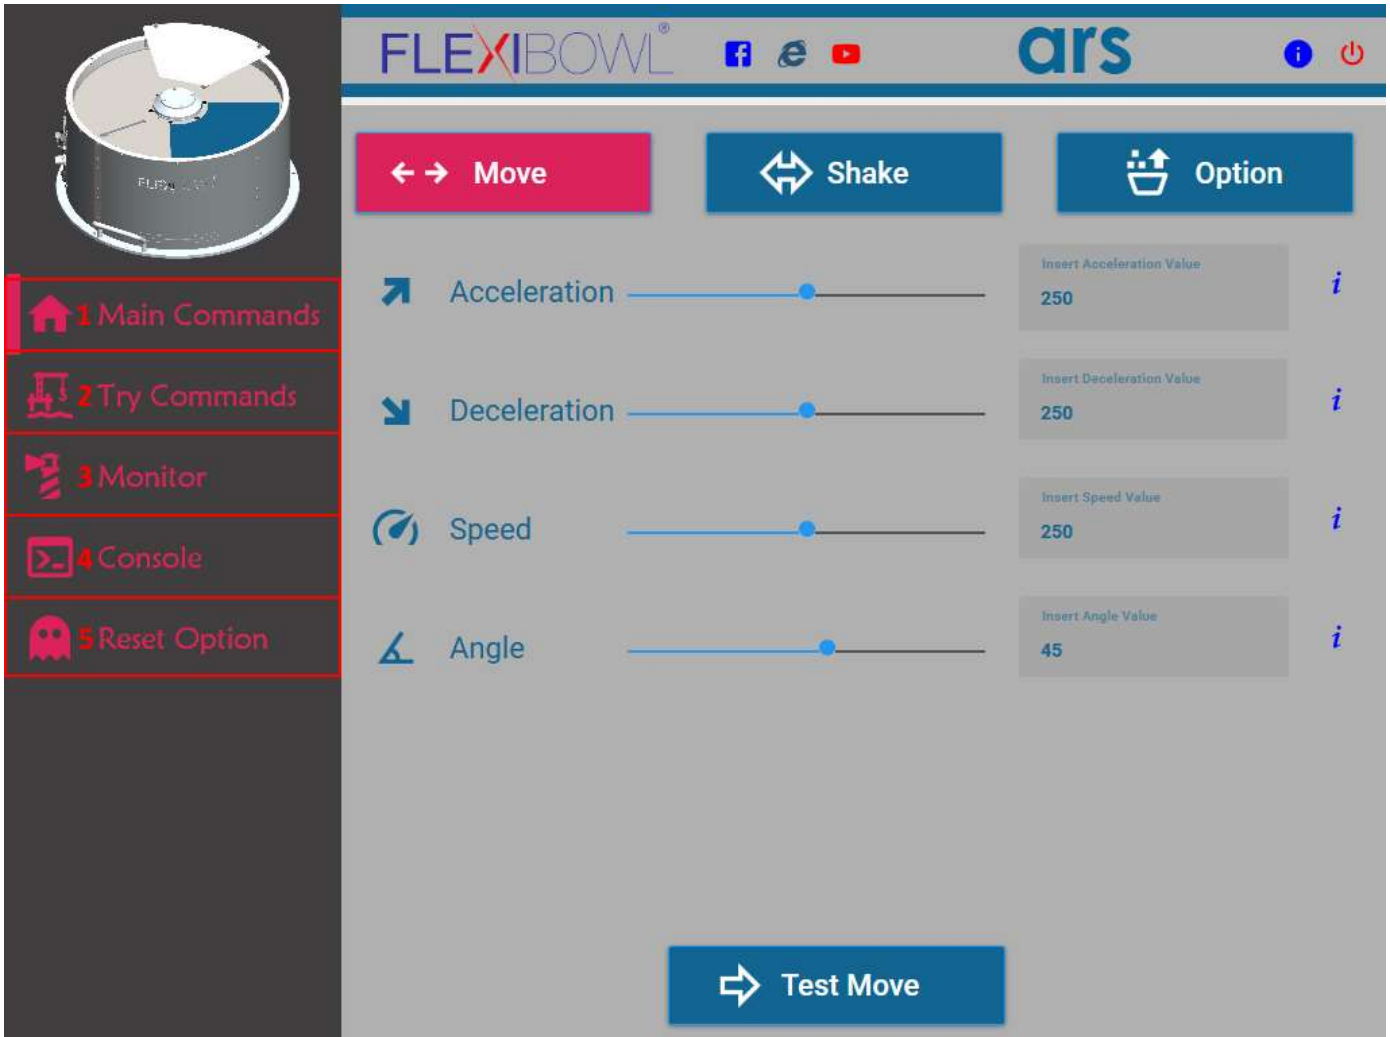 FLEXIBOWL®
ars
1 Main Commands
2 Try Commands
3 Monitor
4 Console
5 Reset Option
Move
Shake
Option
Acceleration
Insert Acceleration Value
250
i
Deceleration
Insert Deceleration Value
250
i
Speed
Insert Speed Value
250
i
Angle
Insert Angle Value
45
i
Test Move